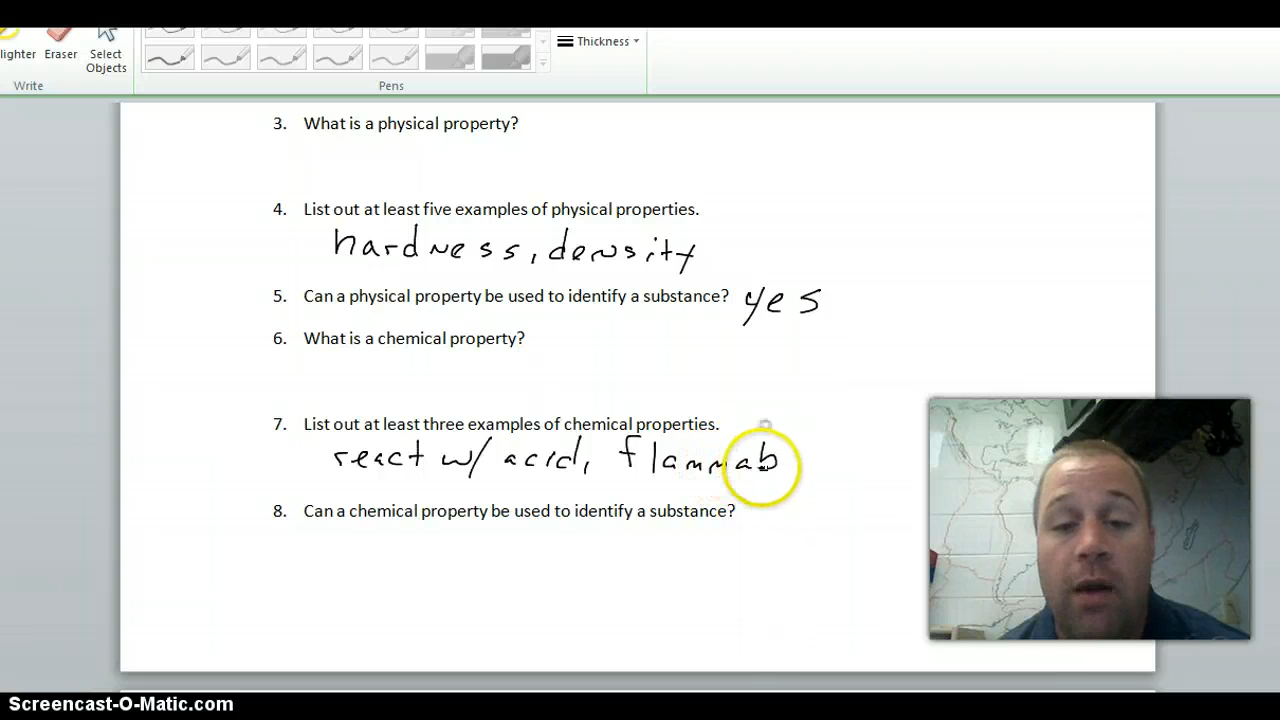 lighter Eraser Select Objects
Thickness
Write
Pens
3. What is a physical property?
4. List out at least five examples of physical properties.
hardness, density
5. Can a physical property be used to identify a substance? yes
6. What is a chemical property?
7. List out at least three examples of chemical properties.
react w/ acid, flammab
8. Can a chemical property be used to identify a substance?
Screencast-O-Matic.com